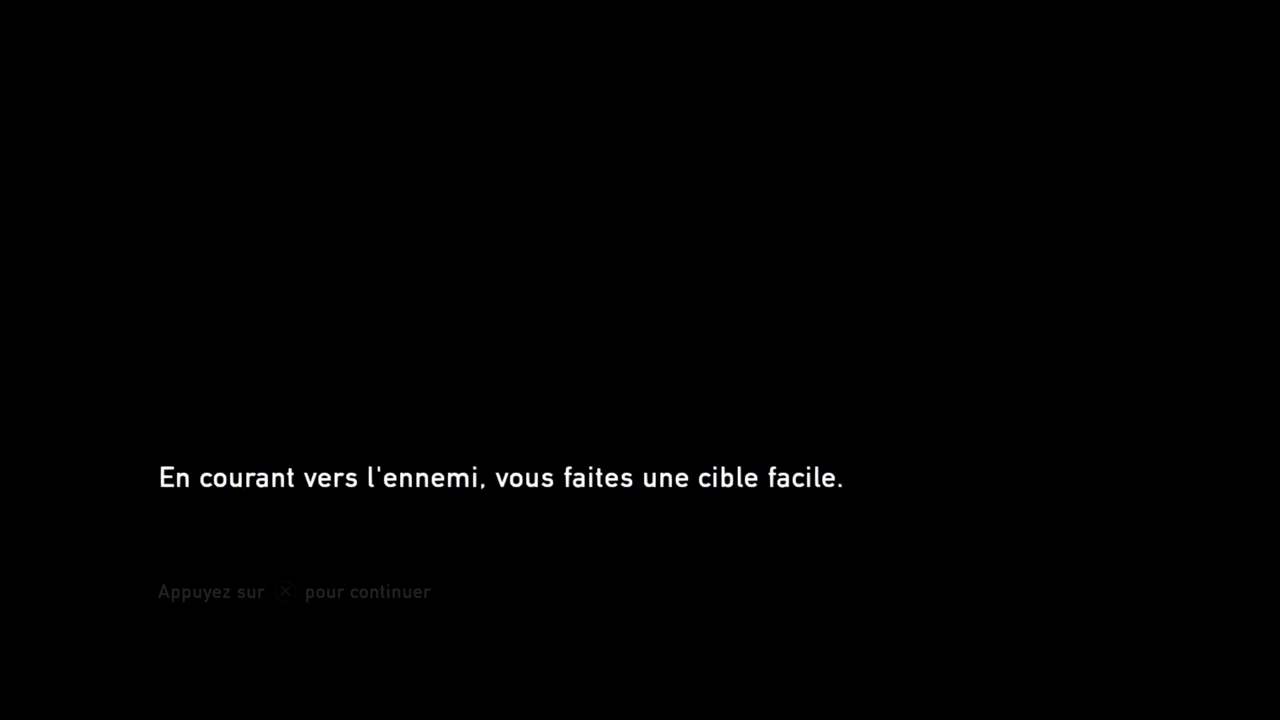 En courant vers l'ennemi, vous faites une cible facile.
Appuyez sur ⓧ pour continuer